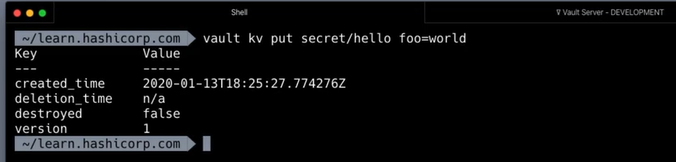 Shell
Vault Server - DEVELOPMENT
~/learn.hashicorp.com vault kv put secret/hello foo=world
Key Value
--- -----
created_time 2020-01-13T18:25:27.774276Z
deletion_time n/a
destroyed false
version 1
~/learn.hashicorp.com